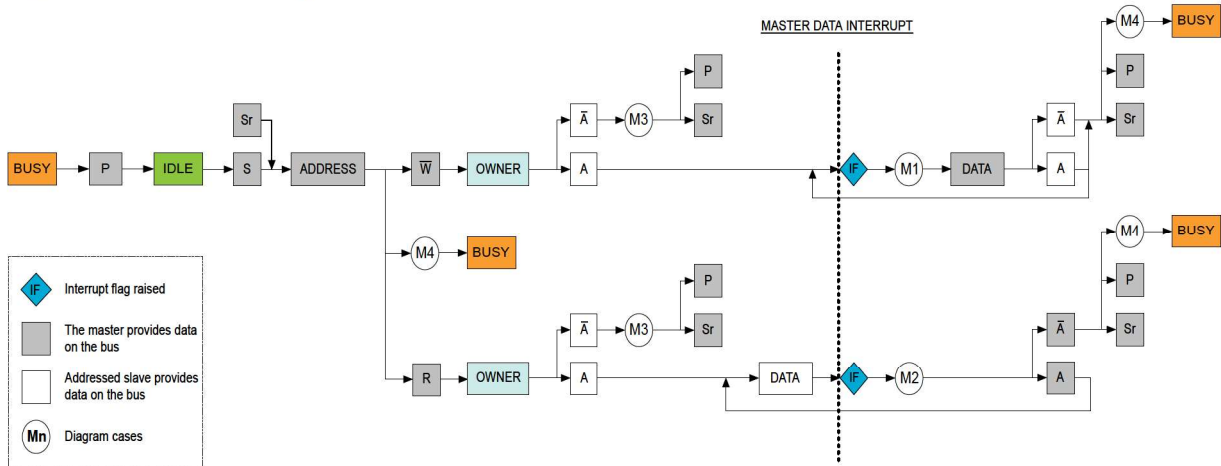 MASTER DATA INTERRUPT
M4
BUSY
P
Sr
A̅
M3
P
Sr
A̅
Sr
BUSY
P
IDLE
S
ADDRESS
W̅
OWNER
A
IF
M1
DATA
A
M4
BUSY
M4
BUSY
P
Sr
A̅
M3
P
Sr
A̅
R
OWNER
A
DATA
IF
M2
A
IF
Interrupt flag raised
The master provides data
on the bus
Addressed slave provides
data on the bus
Mn
Diagram cases